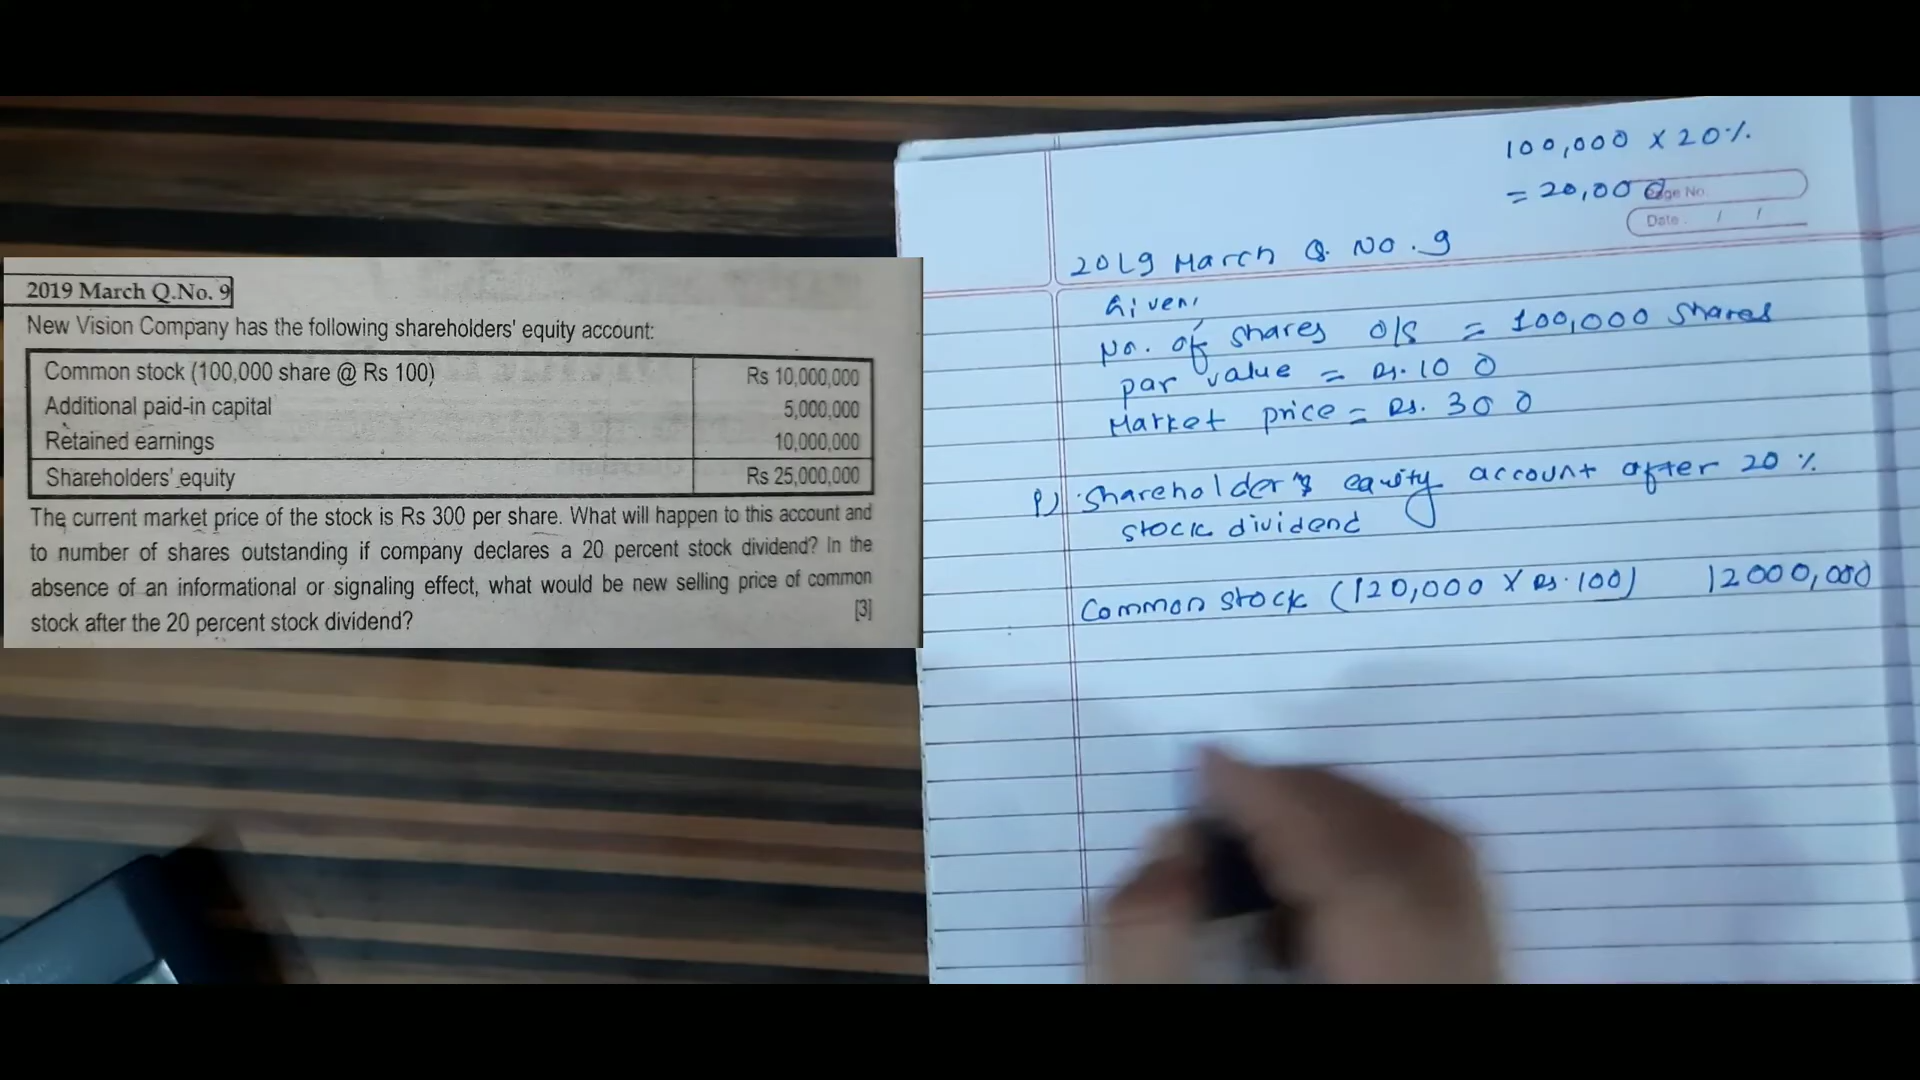 2019 March Q.No. 9
New Vision Company has the following shareholders' equity account:
Common stock (100,000 share @ Rs 100) Rs 10,000,000
Additional paid-in capital 5,000,000
Retained earnings 10,000,000
Shareholders' equity Rs 25,000,000
The current market price of the stock is Rs 300 per share. What will happen to this account and
to number of shares outstanding if company declares a 20 percent stock dividend? In the
absence of an informational or signaling effect, what would be new selling price of common
stock after the 20 percent stock dividend? [3]
100,000 x 20%
= 20,000
Page No.
Date : / /
2019 March Q. No. 9
Given,
No. of shares o/s = 100,000 shares
par value = Rs. 100
Market price = Rs. 300
P) Shareholder's equity account after 20 %
stock dividend
Common stock (120,000 X Rs. 100) 12000,000